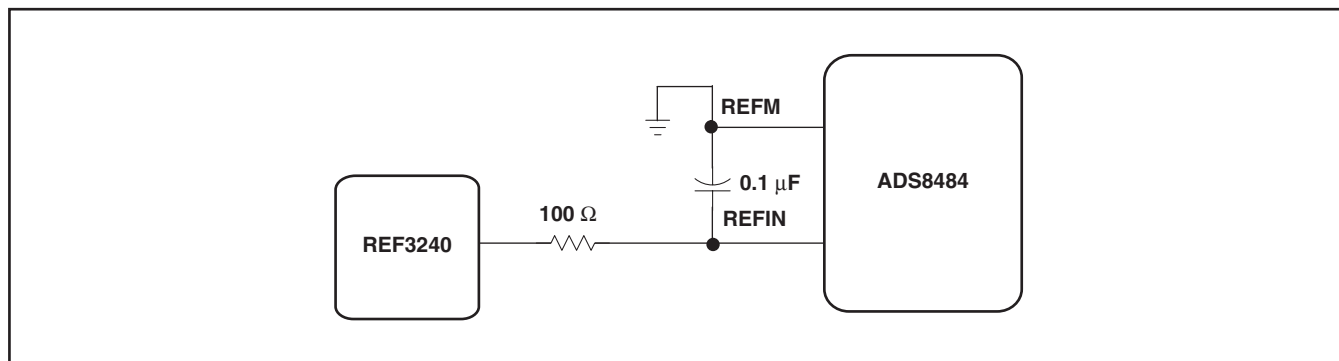 REFM
0.1 μF
ADS8484
100 Ω
REFIN
REF3240